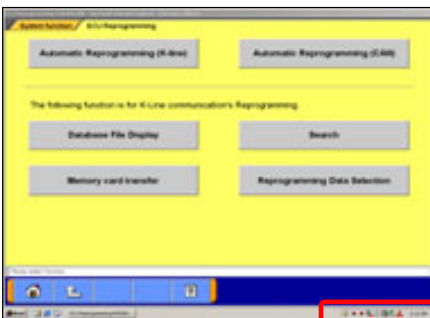 System function / ECU Reprogramming
Automatic Reprogramming (K-line) Automatic Reprogramming (CAN)
The following function is for K-Line communication's Reprogramming.
Database File Display Search
Memory card transfer Reprogramming Data Selection